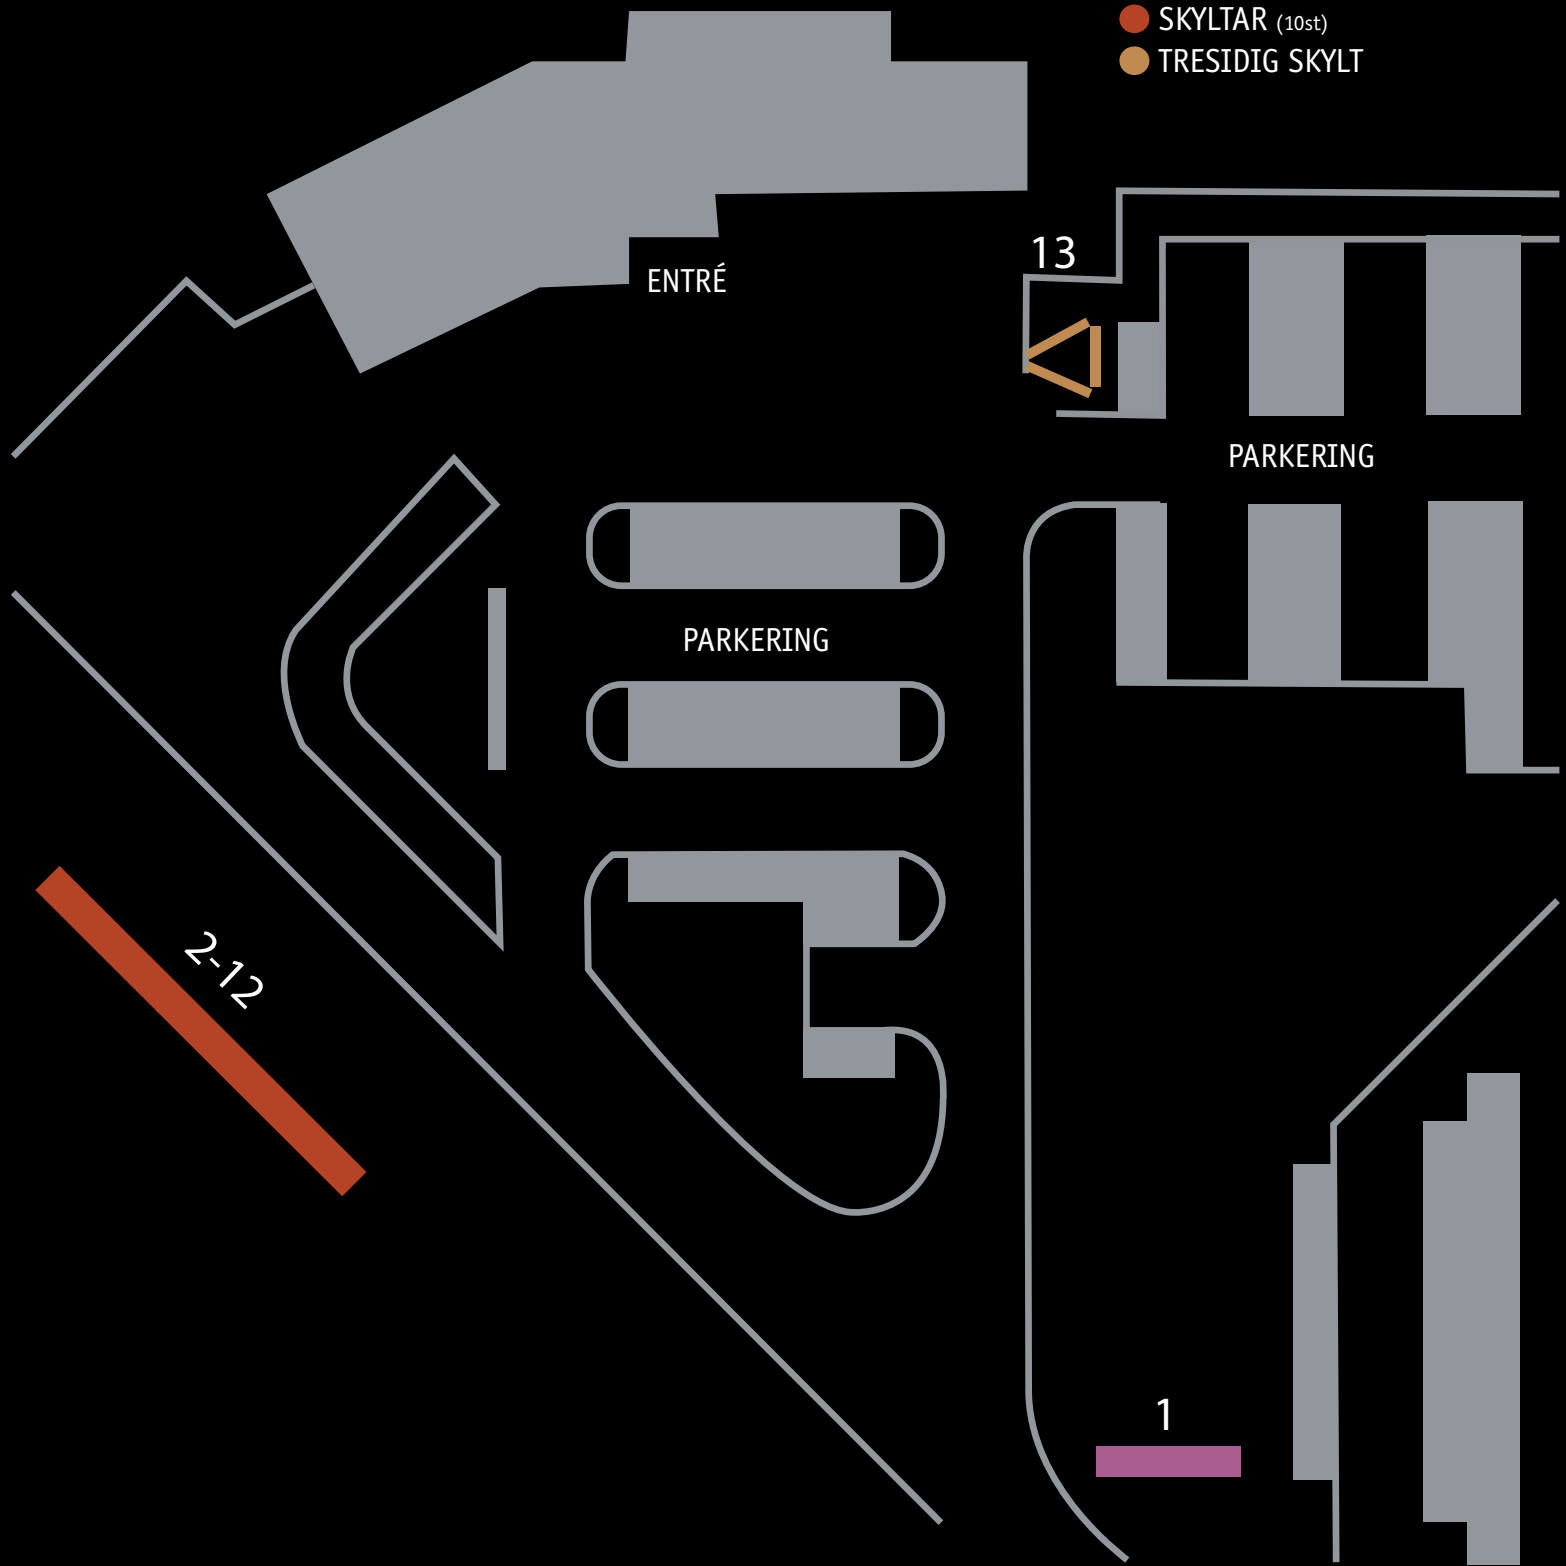 SKYLTAR (10st)
TRESIDIG SKYLT
13
ENTRÉ
PARKERING
PARKERING
2-12
1